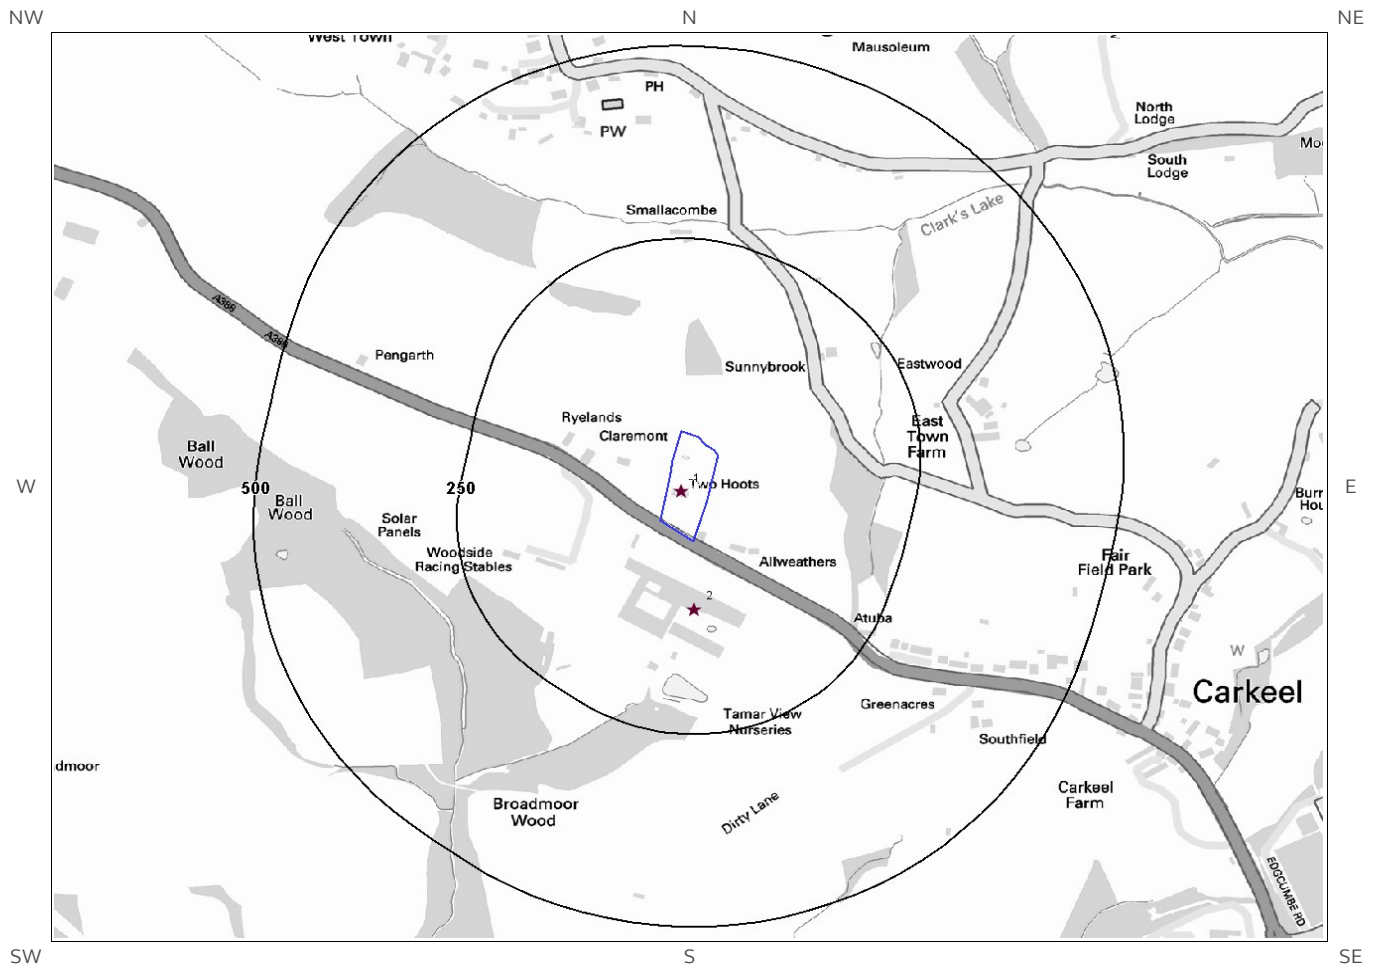 NW
N
NE
West Town
Mausoleum
PH
North
Lodge
PW
South
Lodge
Smallacombe
Clark's Lake
A388
Pengarth
Sunnybrook
Eastwood
Ryelands
Claremont
East
Town
Farm
Ball
Wood
W
500
250
1
Two Hoots
E
Ball
Wood
Solar
Panels
Woodside
Racing Stables
Allweathers
Fair
Field Park
2
Atuba
W
Carkeel
Greenacres
Tamar View
Nurseries
Southfield
dmoor
Broadmoor
Wood
Dirty Lane
Carkeel
Farm
EDGCUMBE RD
SW
S
SE